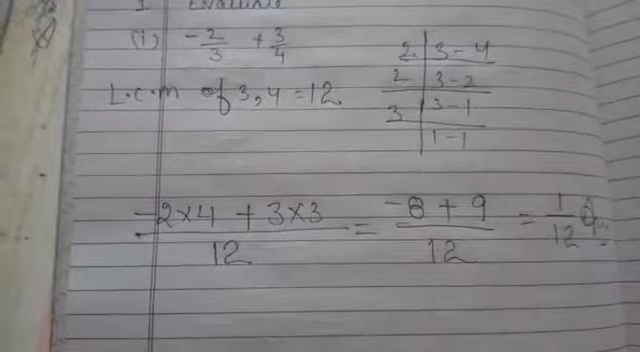 (i) -2/3 + 3/4
L.C.M of 3,4 = 12
2 | 3 - 4
2 | 3 - 2
3 | 3 - 1
1 - 1
-2×4 + 3×3 / 12 = -8 + 9 / 12 = 1/12